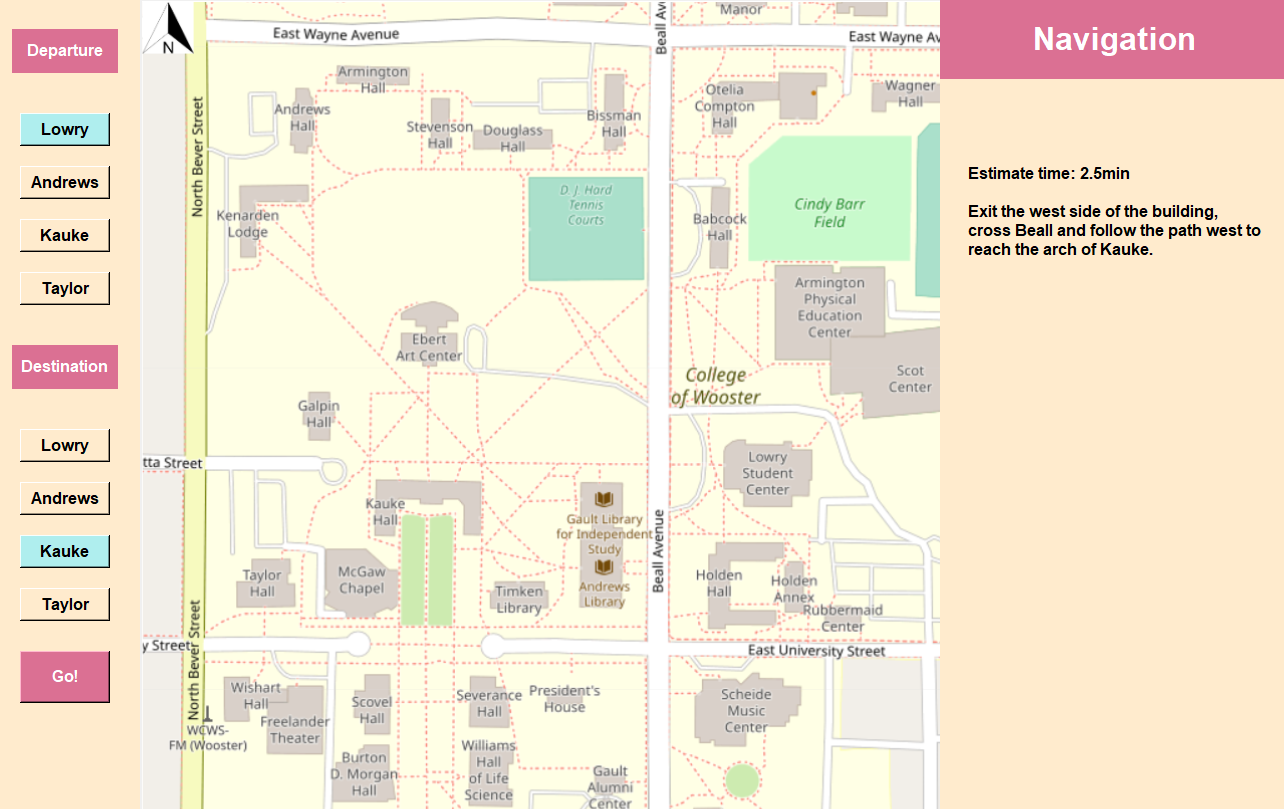 Departure
Lowry
Andrews
Kauke
Taylor
Destination
Lowry
Andrews
Kauke
Taylor
Go!
N
East Wayne Avenue
Beall Av
Manor
East Wayne Av
North Bever Street
Armington
Hall
Andrews
Hall
Stevenson
Hall
Douglass
Hall
Bissman
Hall
Otelia
Compton
Hall
Wagner
Hall
Kenarden
Lodge
D. J. Hard
Tennis
Courts
Babcock
Hall
Cindy Barr
Field
Armington
Physical
Education
Center
Ebert
Art Center
Scot
Center
College
of Wooster
Galpin
Hall
tta Street
Lowry
Student
Center
Kauke
Hall
Gault Library
for Independent
Study
Andrews
Library
Beall Avenue
Taylor
Hall
McGaw
Chapel
Timken
Library
Holden
Hall
Holden
Annex
Rubbermaid
Center
North Bever Street
y Street
East University Street
Wishart
Hall
Freelander
Theater
WCWS-
FM (Wooster)
Scovel
Hall
Severance
Hall
President's
House
Scheide
Music
Center
Burton
D. Morgan
Hall
Williams
Hall
of Life
Science
Gault
Alumni
Center
Navigation
Estimate time: 2.5min
Exit the west side of the building,
cross Beall and follow the path west to
reach the arch of Kauke.